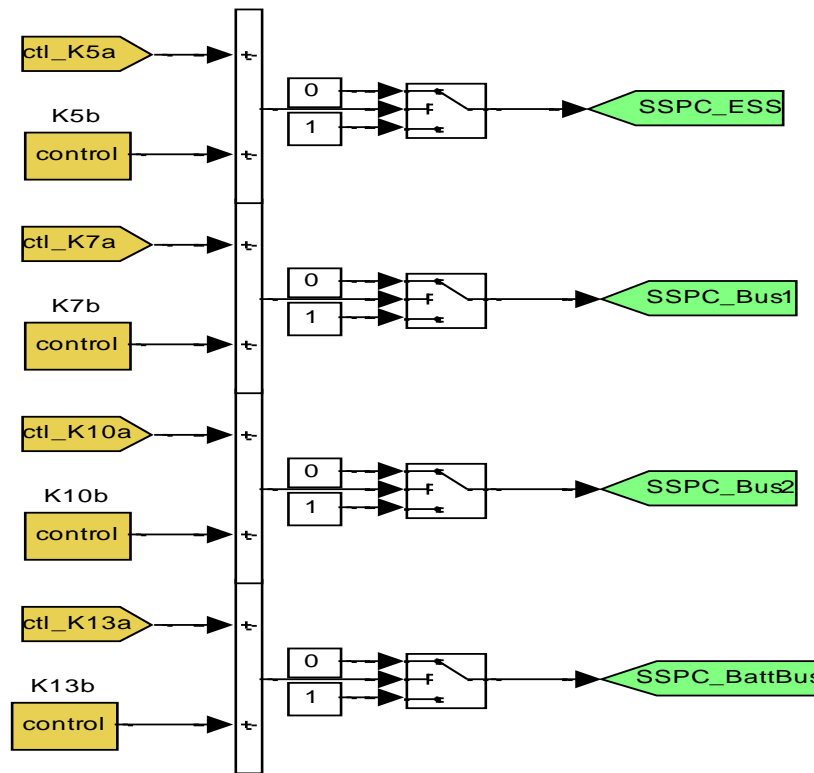 ctl_K5a
K5b
control
0
1
SSPC_ESS
ctl_K7a
K7b
control
0
1
SSPC_Bus1
ctl_K10a
K10b
control
0
1
SSPC_Bus2
ctl_K13a
K13b
control
0
1
SSPC_BattBus